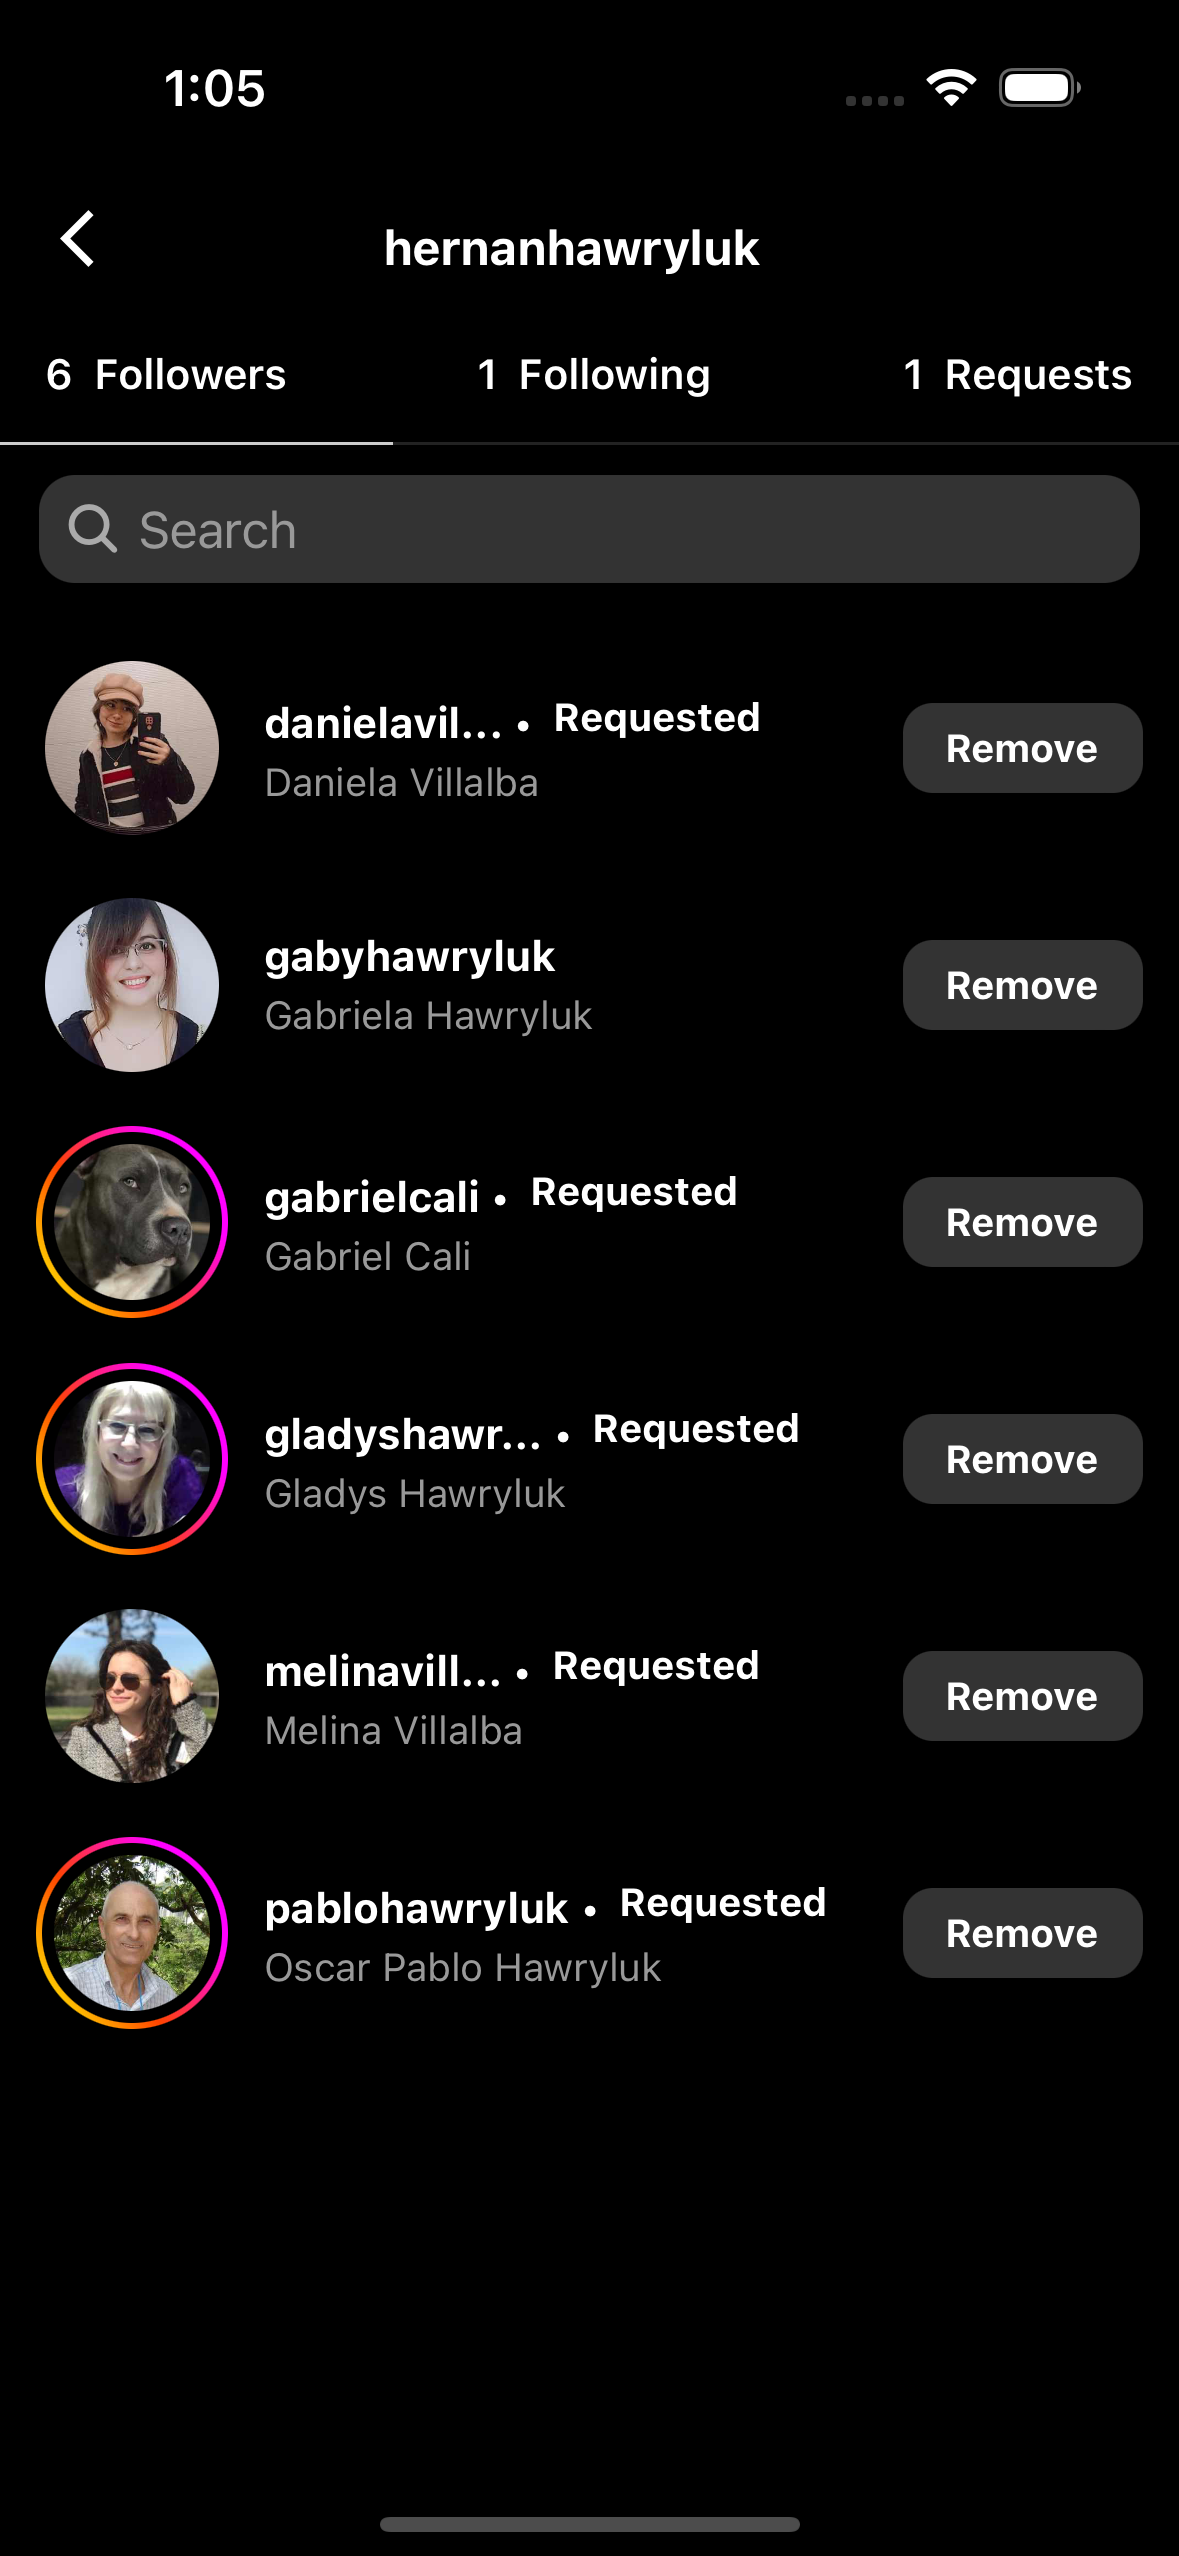 1:05
hernanhawryluk
6 Followers 1 Following 1 Requests
Search
danielavil... • Requested
Daniela Villalba
Remove
gabyhawryluk
Gabriela Hawryluk
Remove
gabrielcali • Requested
Gabriel Cali
Remove
gladyshawr... • Requested
Gladys Hawryluk
Remove
melinavill... • Requested
Melina Villalba
Remove
pablohawryluk • Requested
Oscar Pablo Hawryluk
Remove